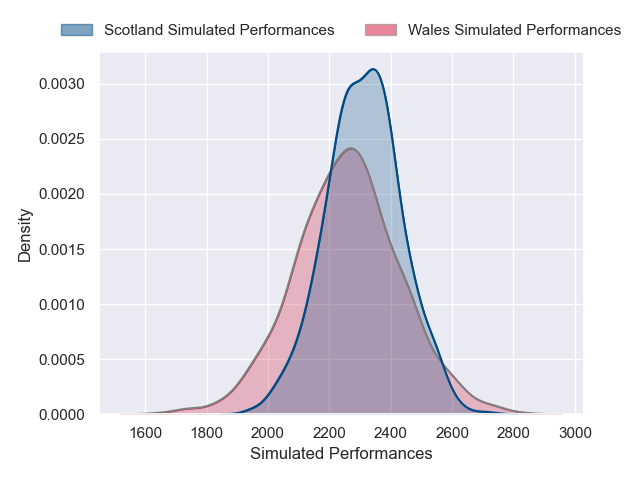 Scotland Simulated Performances
Wales Simulated Performances
0.0030
0.0025
0.0020
0.0015
0.0010
0.0005
0.0000
Density
1600 1800 2000 2200 2400 2600 2800 3000
Simulated Performances